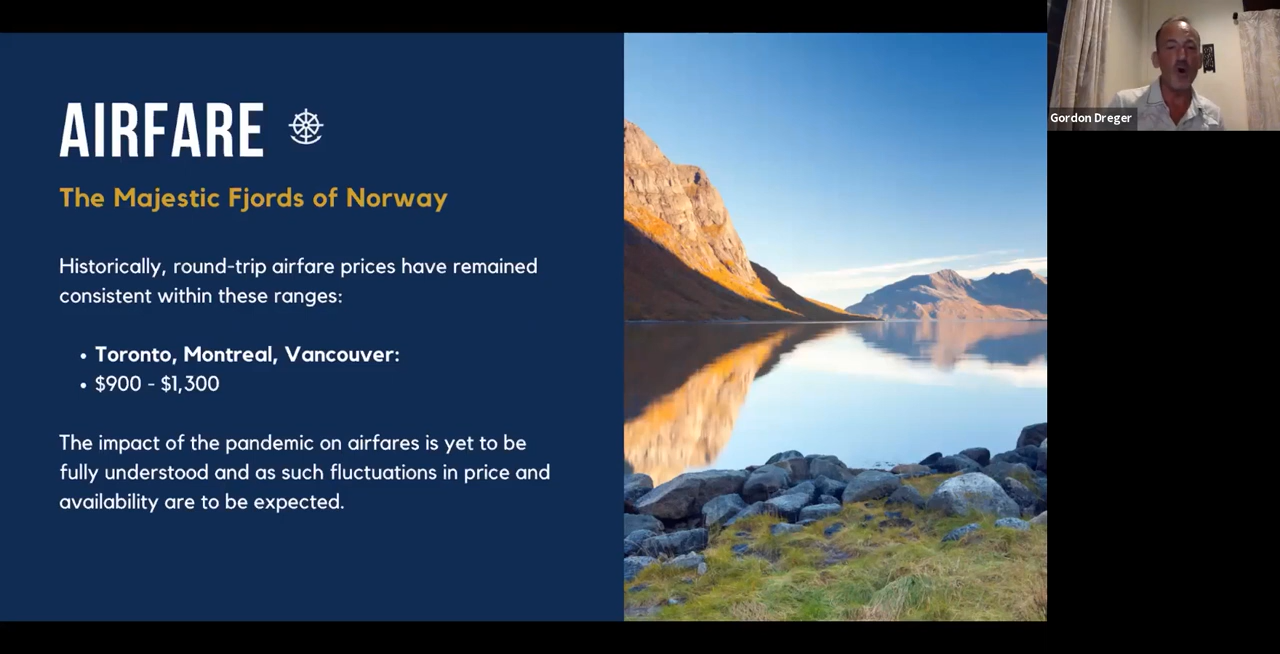 AIRFARE
The Majestic Fjords of Norway
Historically, round-trip airfare prices have remained
consistent within these ranges:
• Toronto, Montreal, Vancouver:
• $900 - $1,300
The impact of the pandemic on airfares is yet to be
fully understood and as such fluctuations in price and
availability are to be expected.
Gordon Dreger